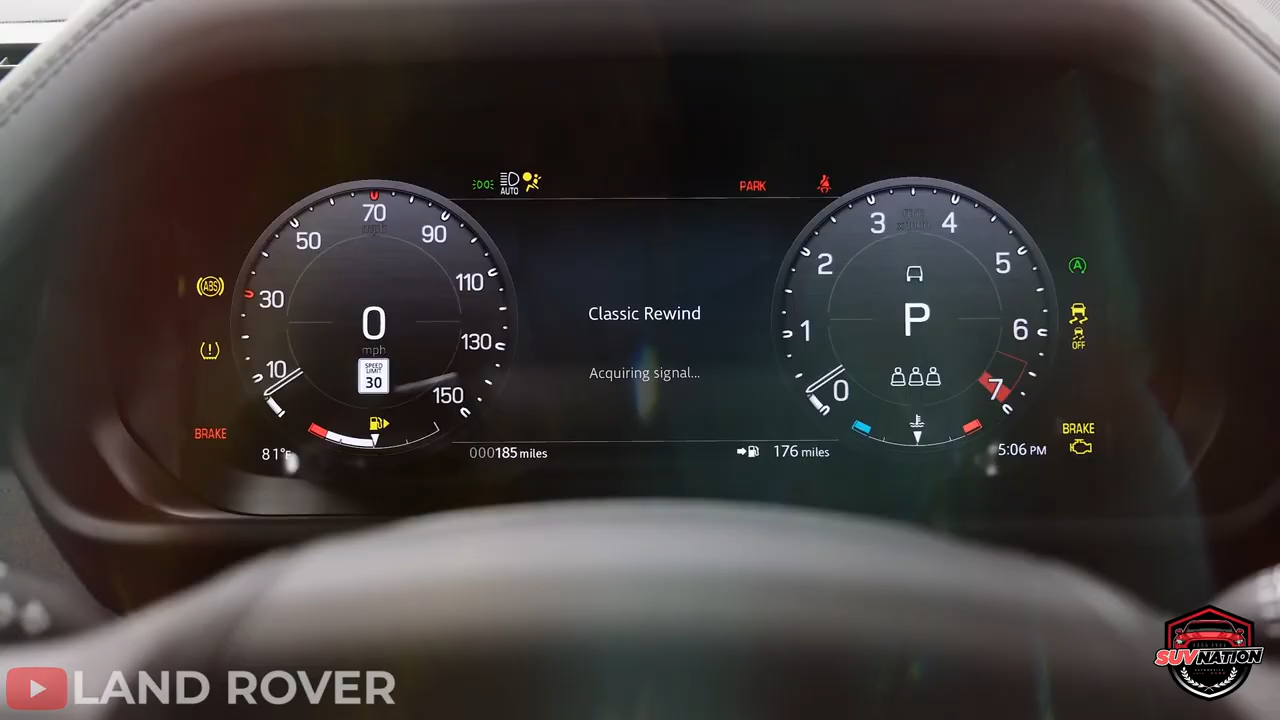 AUTO
PARK
70
mph
50
90
30
110
0
mph
130
10
SPEED
LIMIT
30
150
ABS
BRAKE
81°F
000185 miles
Classic Rewind
Acquiring signal...
176 miles
3
4
2
5
P
1
6
0
7
5:06 PM
A
OFF
BRAKE
LAND ROVER
SUVNATION